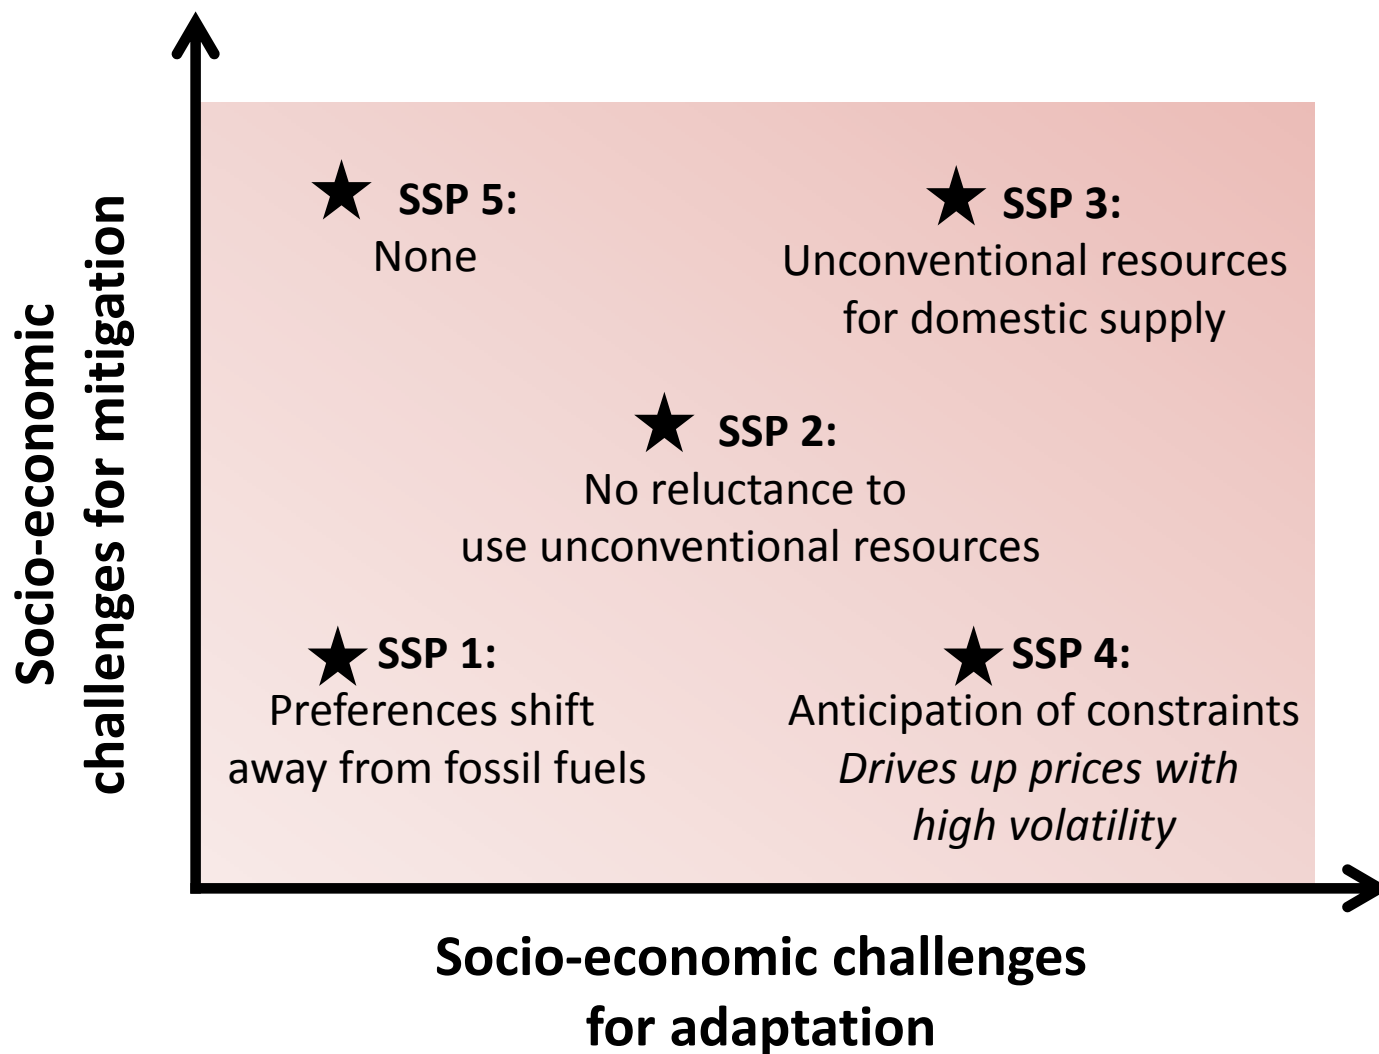 Socio-economic
challenges for mitigation
SSP 5:
None
SSP 3:
Unconventional resources
for domestic supply
SSP 2:
No reluctance to
use unconventional resources
SSP 1:
Preferences shift
away from fossil fuels
SSP 4:
Anticipation of constraints
Drives up prices with
high volatility
Socio-economic challenges
for adaptation